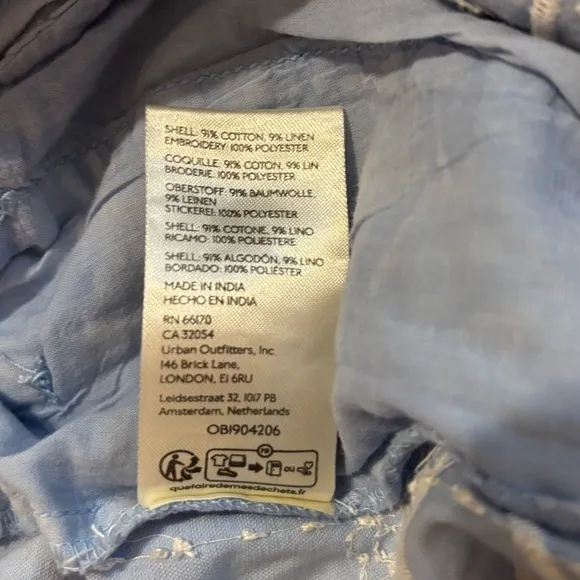 SHELL: 91% COTTON, 9% LINEN
EMBROIDERY: 100% POLYESTER
COQUILLE: 91% COTON, 9% LIN
BRODERIE: 100% POLYESTER
OBERSTOFF: 91% BAUMWOLLE,
9% LEINEN
STICKEREI: 100% POLYESTER
SHELL: 91% COTONE, 9% LINO
RICAMO: 100% POLIESTERE
SHELL: 91% ALGODÓN, 9% LINO
BORDADO: 100% POLIÉSTER
MADE IN INDIA
HECHO EN INDIA
RN 66170
CA 32054
Urban Outfitters, Inc.
146 Brick Lane,
LONDON, E1 6RU
Leidsestraat 32, 1017 PB
Amsterdam, Netherlands
OB1904206
FR
OU
quefairedemesdechets.fr